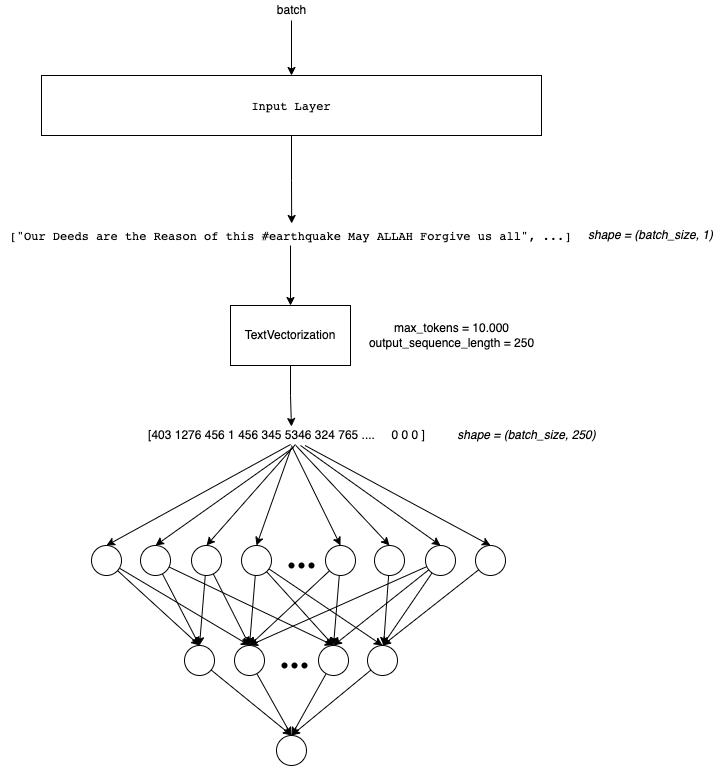 batch
Input Layer
["Our Deeds are the Reason of this #earthquake May ALLAH Forgive us all", ...] shape = (batch_size, 1)
TextVectorization
max_tokens = 10.000
output_sequence_length = 250
[403 1276 456 1 456 345 5346 324 765 .... 0 0 0 ] shape = (batch_size, 250)